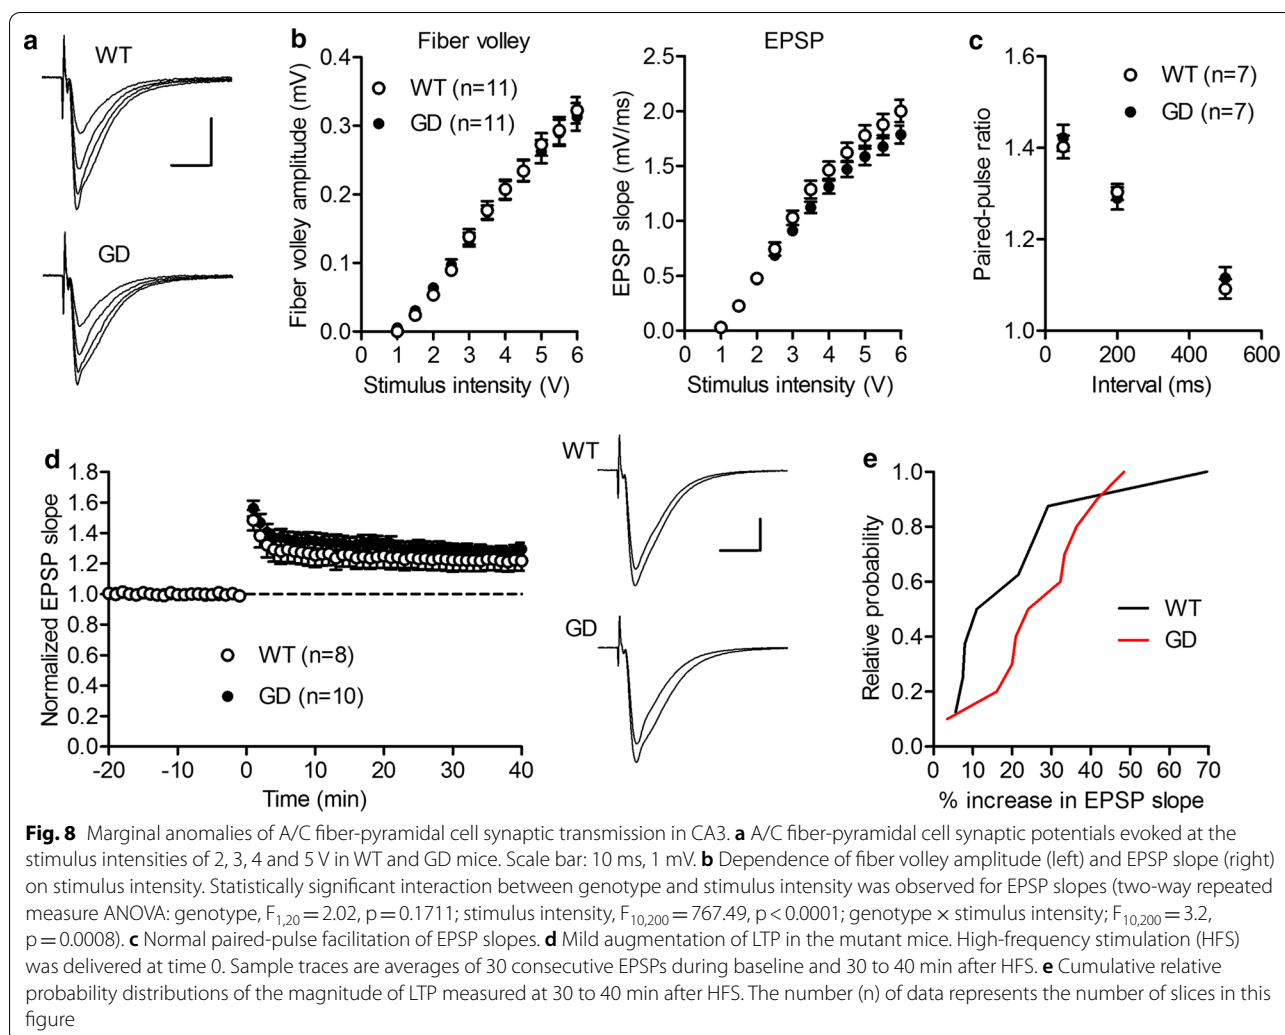 a
WT
GD
b
Fiber volley
WT (n=11)
GD (n=11)
Fiber volley amplitude (mV)
0.4
0.3
0.2
0.1
0.0
0 1 2 3 4 5 6
Stimulus intensity (V)
EPSP
EPSP slope (mV/ms)
2.5
2.0
1.5
1.0
0.5
0.0
0 1 2 3 4 5 6
Stimulus intensity (V)
c
WT (n=7)
GD (n=7)
Paired-pulse ratio
1.6
1.4
1.2
1.0
0 200 400 600
Interval (ms)
d
Normalized EPSP slope
1.8
1.6
1.4
1.2
1.0
0.8
0.6
0.4
0.2
0.0
WT (n=8)
GD (n=10)
-20 -10 0 10 20 30 40
Time (min)
WT
GD
e
Relative probability
1.0
0.8
0.6
0.4
0.2
0.0
WT
GD
0 10 20 30 40 50 60 70
% increase in EPSP slope
Fig. 8 Marginal anomalies of A/C fiber-pyramidal cell synaptic transmission in CA3. a A/C fiber-pyramidal cell synaptic potentials evoked at the
stimulus intensities of 2, 3, 4 and 5 V in WT and GD mice. Scale bar: 10 ms, 1 mV. b Dependence of fiber volley amplitude (left) and EPSP slope (right)
on stimulus intensity. Statistically significant interaction between genotype and stimulus intensity was observed for EPSP slopes (two-way repeated
measure ANOVA: genotype, F1,20 = 2.02, p = 0.1711; stimulus intensity, F10,200 = 767.49, p < 0.0001; genotype × stimulus intensity; F10,200 = 3.2,
p = 0.0008). c Normal paired-pulse facilitation of EPSP slopes. d Mild augmentation of LTP in the mutant mice. High-frequency stimulation (HFS)
was delivered at time 0. Sample traces are averages of 30 consecutive EPSPs during baseline and 30 to 40 min after HFS. e Cumulative relative
probability distributions of the magnitude of LTP measured at 30 to 40 min after HFS. The number (n) of data represents the number of slices in this
figure